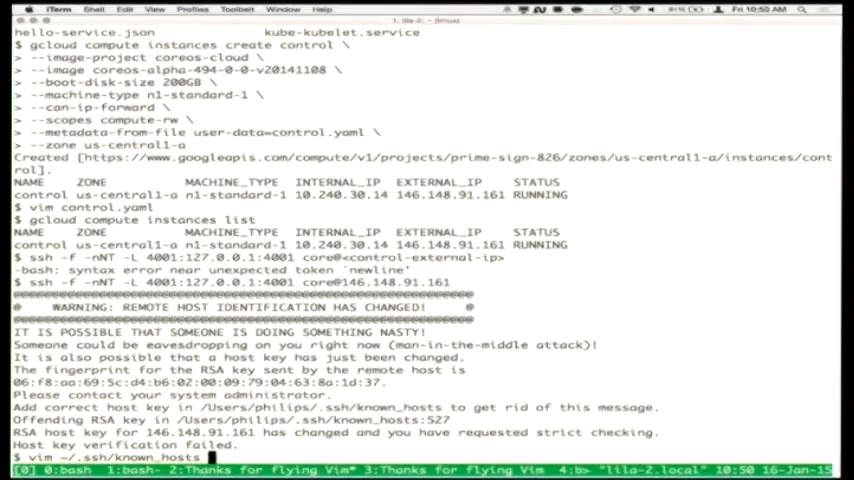 iTerm Shell Edit View Profiles Toolbelt Window Help 91% Fri 10:50 AM
1. lila-2: ~ (tmux)
hello-service.json kube-kubelet.service
$ gcloud compute instances create control \
> --image-project coreos-cloud \
> --image coreos-alpha-494-0-0-v20141108 \
> --boot-disk-size 200GB \
> --machine-type n1-standard-1 \
> --can-ip-forward \
> --scopes compute-rw \
> --metadata-from-file user-data=control.yaml \
> --zone us-central1-a
Created [https://www.googleapis.com/compute/v1/projects/prime-sign-826/zones/us-central1-a/instances/cont
rol].
NAME ZONE MACHINE_TYPE INTERNAL_IP EXTERNAL_IP STATUS
control us-central1-a n1-standard-1 10.240.30.14 146.148.91.161 RUNNING
$ vim control.yaml
$ gcloud compute instances list
NAME ZONE MACHINE_TYPE INTERNAL_IP EXTERNAL_IP STATUS
control us-central1-a n1-standard-1 10.240.30.14 146.148.91.161 RUNNING
$ ssh -f -nNT -L 4001:127.0.0.1:4001 core@<control-external-ip>
-bash: syntax error near unexpected token `newline'
$ ssh -f -nNT -L 4001:127.0.0.1:4001 core@146.148.91.161
@@@@@@@@@@@@@@@@@@@@@@@@@@@@@@@@@@@@@@@@@@@@@@@@@@@@@@@@@@@
@ WARNING: REMOTE HOST IDENTIFICATION HAS CHANGED! @
@@@@@@@@@@@@@@@@@@@@@@@@@@@@@@@@@@@@@@@@@@@@@@@@@@@@@@@@@@@
IT IS POSSIBLE THAT SOMEONE IS DOING SOMETHING NASTY!
Someone could be eavesdropping on you right now (man-in-the-middle attack)!
It is also possible that a host key has just been changed.
The fingerprint for the RSA key sent by the remote host is
06:f8:aa:69:5c:d4:b6:02:00:09:79:04:63:8a:1d:37.
Please contact your system administrator.
Add correct host key in /Users/philips/.ssh/known_hosts to get rid of this message.
Offending RSA key in /Users/philips/.ssh/known_hosts:527
RSA host key for 146.148.91.161 has changed and you have requested strict checking.
Host key verification failed.
$ vim ~/.ssh/known_hosts
[0] 0:bash 1:bash- 2:Thanks for flying Vim* 3:Thanks for flying Vim 4:b> "lila-2.local" 10:50 16-Jan-15